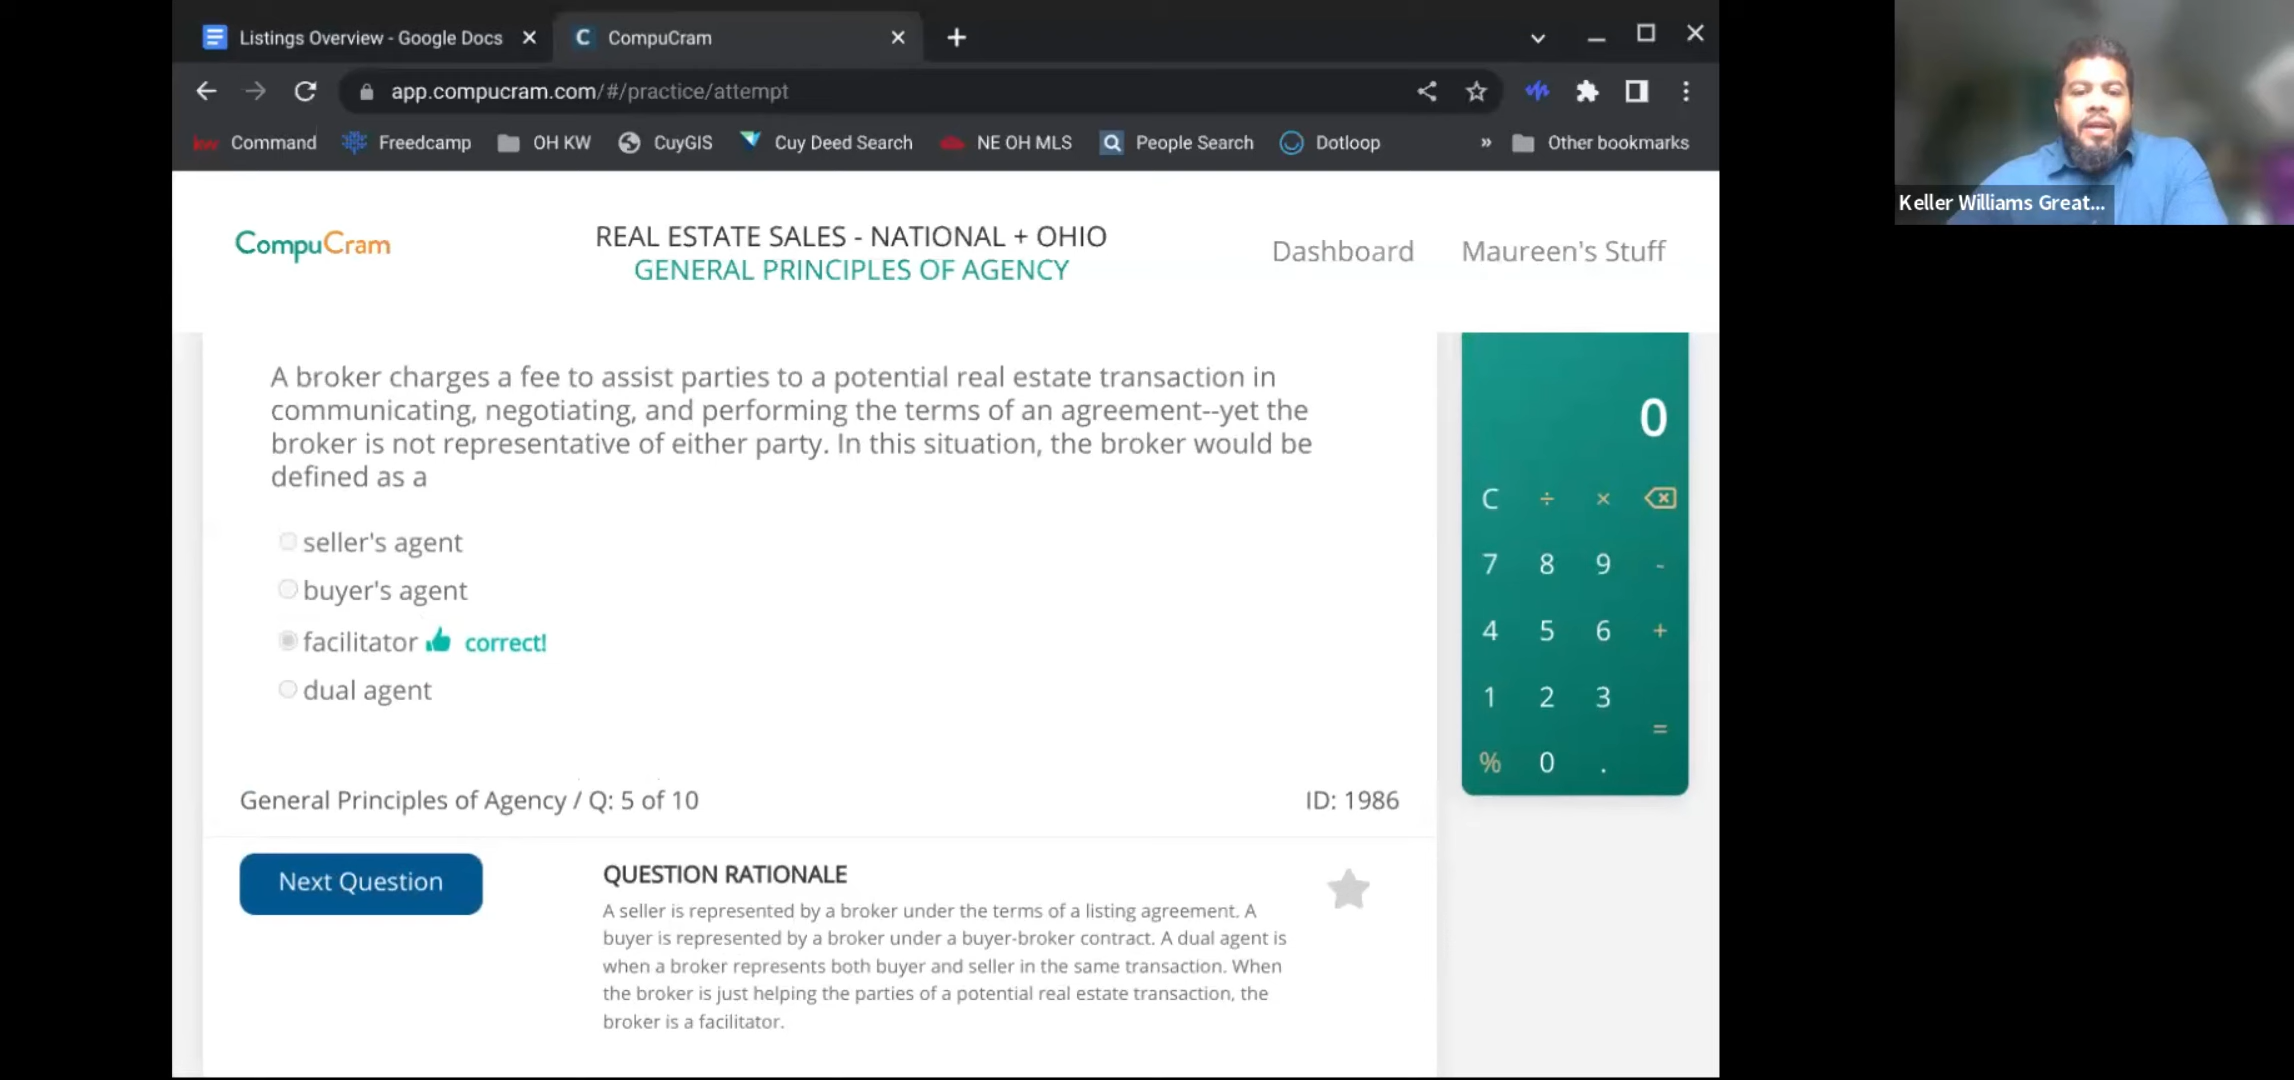 Listings Overview - Google Docs
CompuCram
app.compucram.com/#/practice/attempt
kw Command Freedcamp OH KW CuyGIS Cuy Deed Search NE OH MLS People Search Dotloop » Other bookmarks
Keller Williams Great...
CompuCram
REAL ESTATE SALES - NATIONAL + OHIO
GENERAL PRINCIPLES OF AGENCY
Dashboard Maureen's Stuff
A broker charges a fee to assist parties to a potential real estate transaction in
communicating, negotiating, and performing the terms of an agreement--yet the
broker is not representative of either party. In this situation, the broker would be
defined as a
seller's agent
buyer's agent
facilitator correct!
dual agent
0
C ÷ ×
7 8 9 -
4 5 6 +
1 2 3
=
% 0 .
General Principles of Agency / Q: 5 of 10
ID: 1986
Next Question
QUESTION RATIONALE
A seller is represented by a broker under the terms of a listing agreement. A
buyer is represented by a broker under a buyer-broker contract. A dual agent is
when a broker represents both buyer and seller in the same transaction. When
the broker is just helping the parties of a potential real estate transaction, the
broker is a facilitator.